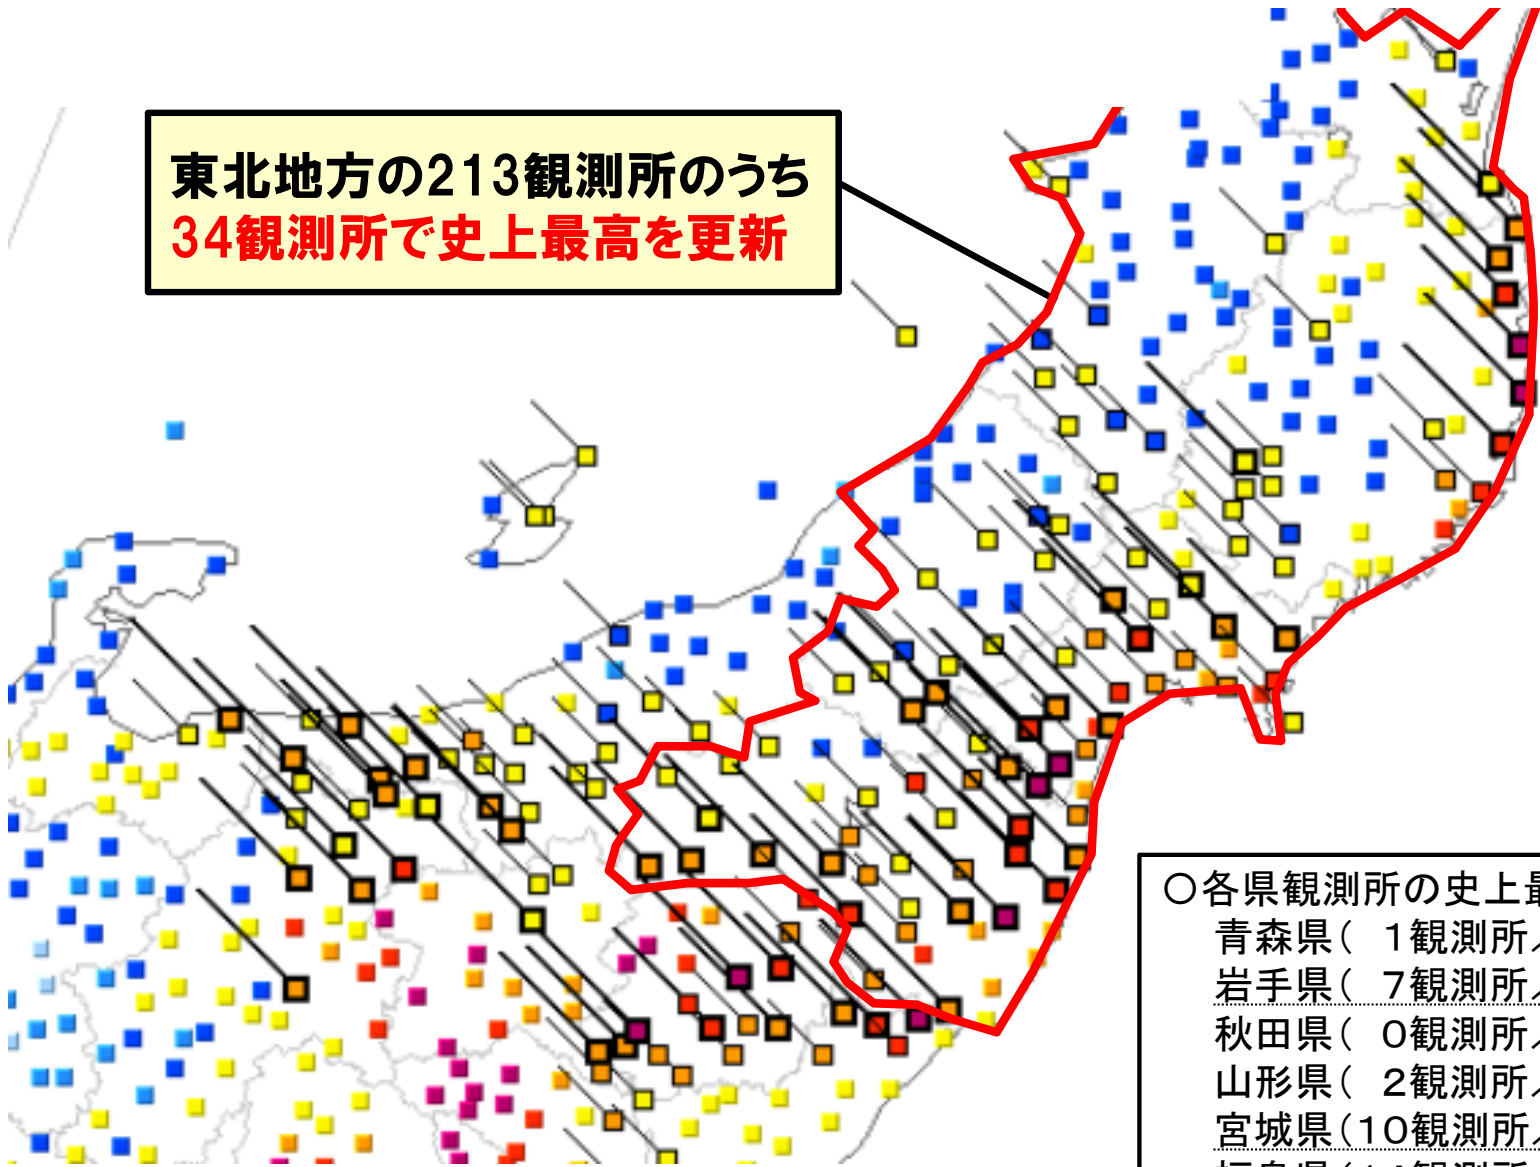 東北地方の213観測所のうち
34観測所で史上最高を更新
○各県観測所の史上最
青森県( 1観測所
岩手県( 7観測所
秋田県( 0観測所
山形県( 2観測所
宮城県(10観測所